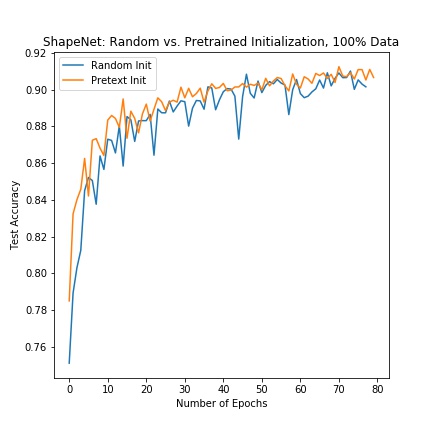 ShapeNet: Random vs. Pretrained Initialization, 100% Data
Random Init
Pretext Init
Test Accuracy
0.92
0.90
0.88
0.86
0.84
0.82
0.80
0.78
0.76
0 10 20 30 40 50 60 70 80
Number of Epochs